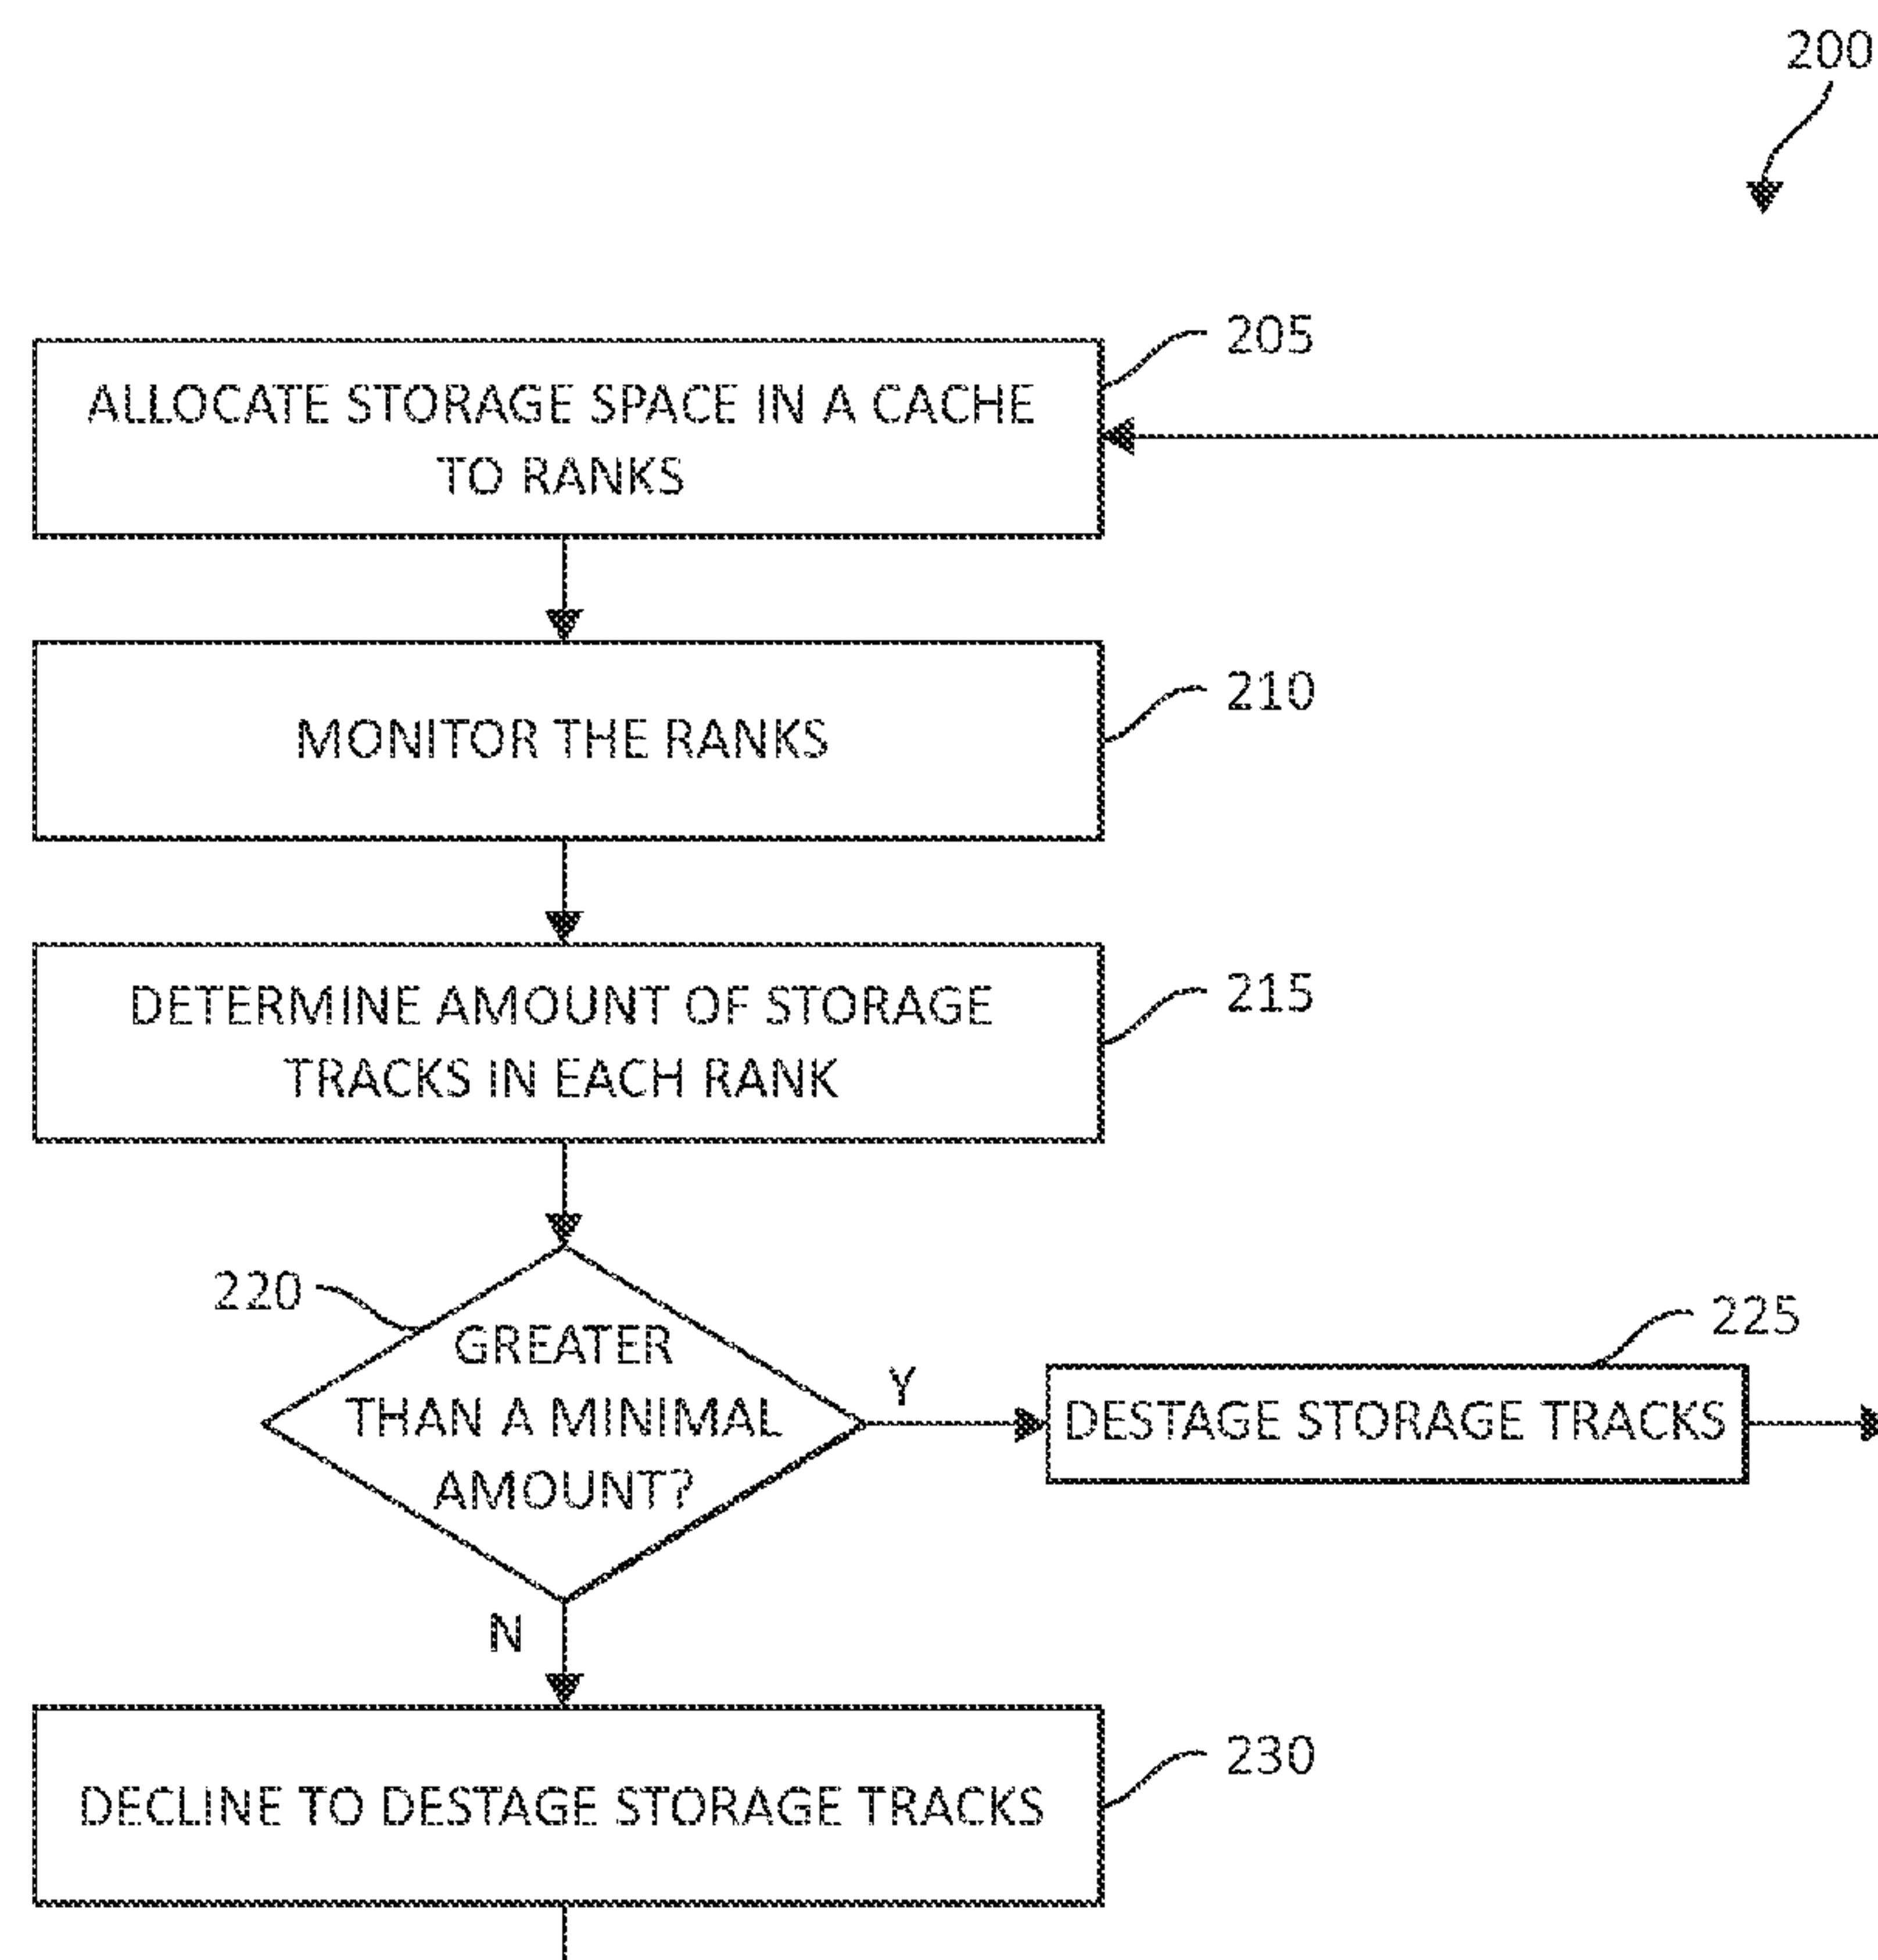 200
205
ALLOCATE STORAGE SPACE IN A CACHE
TO RANKS
210
MONITOR THE RANKS
215
DETERMINE AMOUNT OF STORAGE
TRACKS IN EACH RANK
220
GREATER
THAN A MINIMAL
AMOUNT?
Y
225
DESTAGE STORAGE TRACKS
N
230
DECLINE TO DESTAGE STORAGE TRACKS